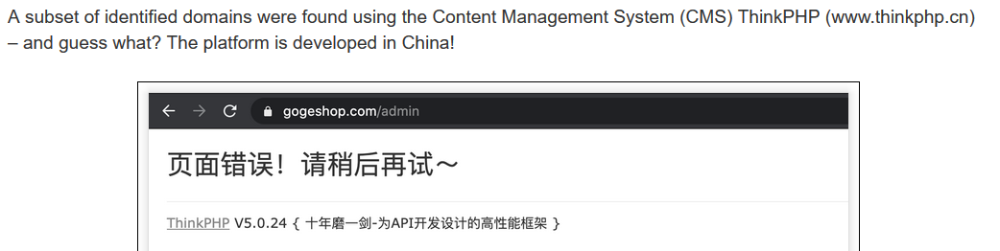 A subset of identified domains were found using the Content Management System (CMS) ThinkPHP (www.thinkphp.cn)
– and guess what? The platform is developed in China!
gogeshop.com/admin
页面错误！请稍后再试～
ThinkPHP V5.0.24 { 十年磨一剑-为API开发设计的高性能框架 }